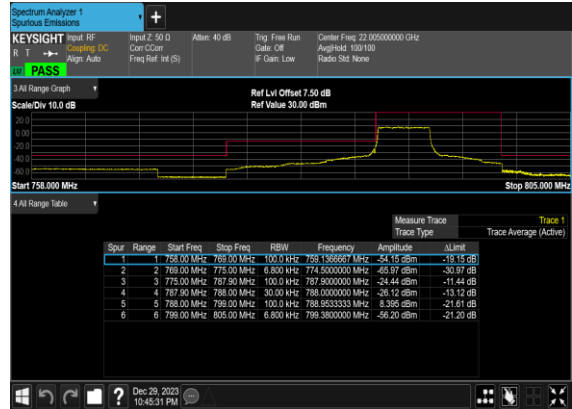 Spectrum Analyzer 1
Spurious Emissions
KEYSIGHT Input: RF Input Z: 50 Ω Atten: 40 dB Trig: Free Run Center Freq: 22.005000000 GHz
R T Coupling: DC Corr CCorr Gate: Off Avg|Hold: 100/100
Align: Auto Freq Ref: Int (S) IF Gain: Low Radio Std: None
PASS
3 All Range Graph
Ref Lvl Offset 7.50 dB
Scale/Div 10.0 dB Ref Value 30.00 dBm
20.0
0.00
-20.0
-40.0
-60.0
Start 758.000 MHz Stop 805.000 MHz
4 All Range Table
Measure Trace Trace 1
Trace Type Trace Average (Active)
Spur Range Start Freq Stop Freq RBW Frequency Amplitude ΔLimit
1 1 758.00 MHz 769.00 MHz 100.0 kHz 759.1366667 MHz -54.15 dBm -19.15 dB
2 2 769.00 MHz 775.00 MHz 6.800 kHz 774.5000000 MHz -65.97 dBm -30.97 dB
3 3 775.00 MHz 787.90 MHz 100.0 kHz 787.9000000 MHz -24.44 dBm -11.44 dB
4 4 787.90 MHz 788.00 MHz 30.00 kHz 788.0000000 MHz -26.12 dBm -13.12 dB
5 5 788.00 MHz 799.00 MHz 100.0 kHz 788.9533333 MHz 8.395 dBm -21.61 dB
6 6 799.00 MHz 805.00 MHz 6.800 kHz 799.3800000 MHz -56.20 dBm -21.20 dB
? Dec 29, 2023
10:45:31 PM